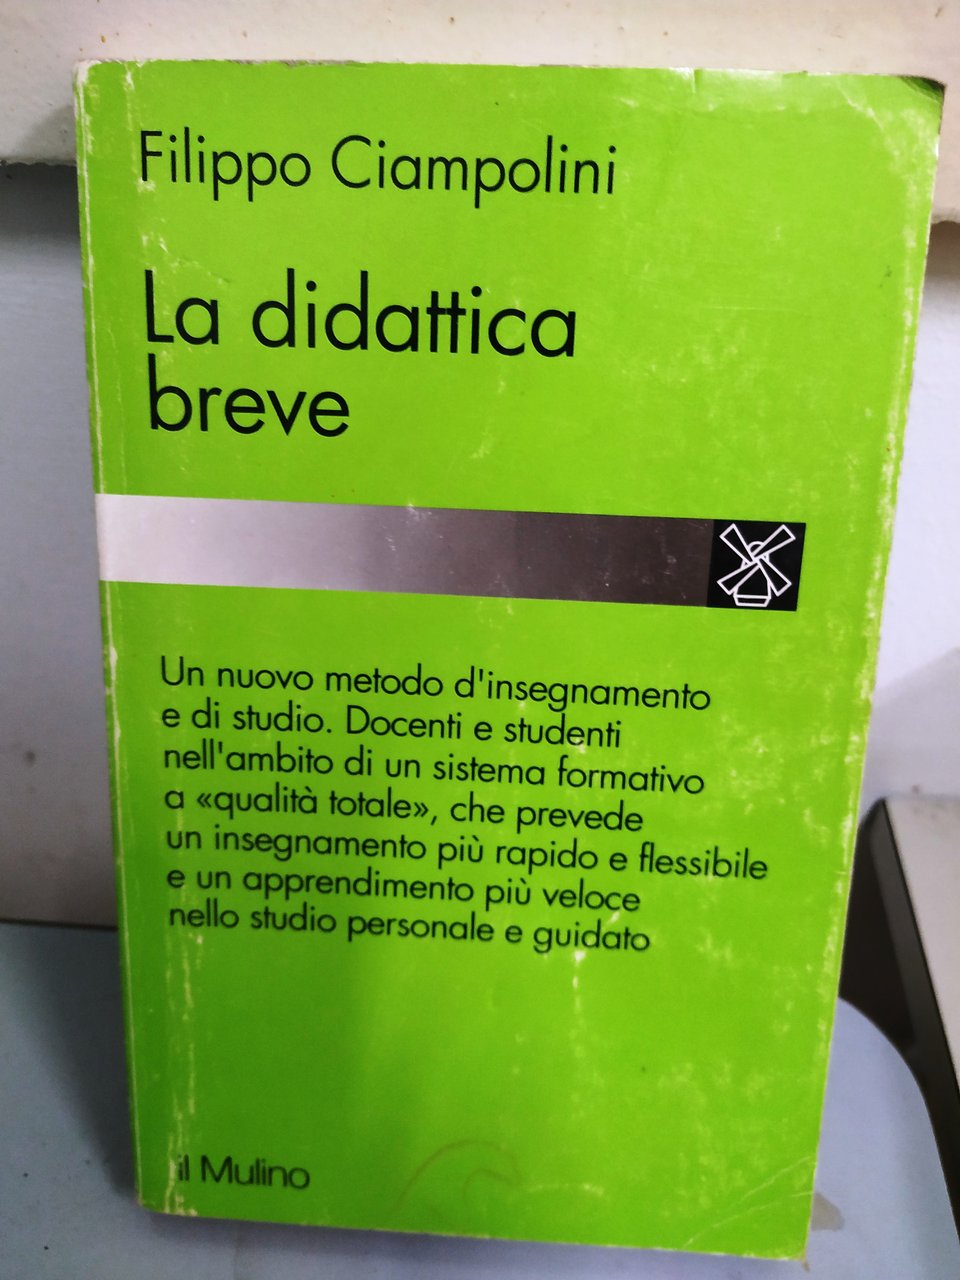 Filippo Ciampolini
La didattica
breve
Un nuovo metodo d'insegnamento
e di studio. Docenti e studenti
nell'ambito di un sistema formativo
a «qualità totale», che prevede
un insegnamento più rapido e flessibile
e un apprendimento più veloce
nello studio personale e guidato
il Mulino